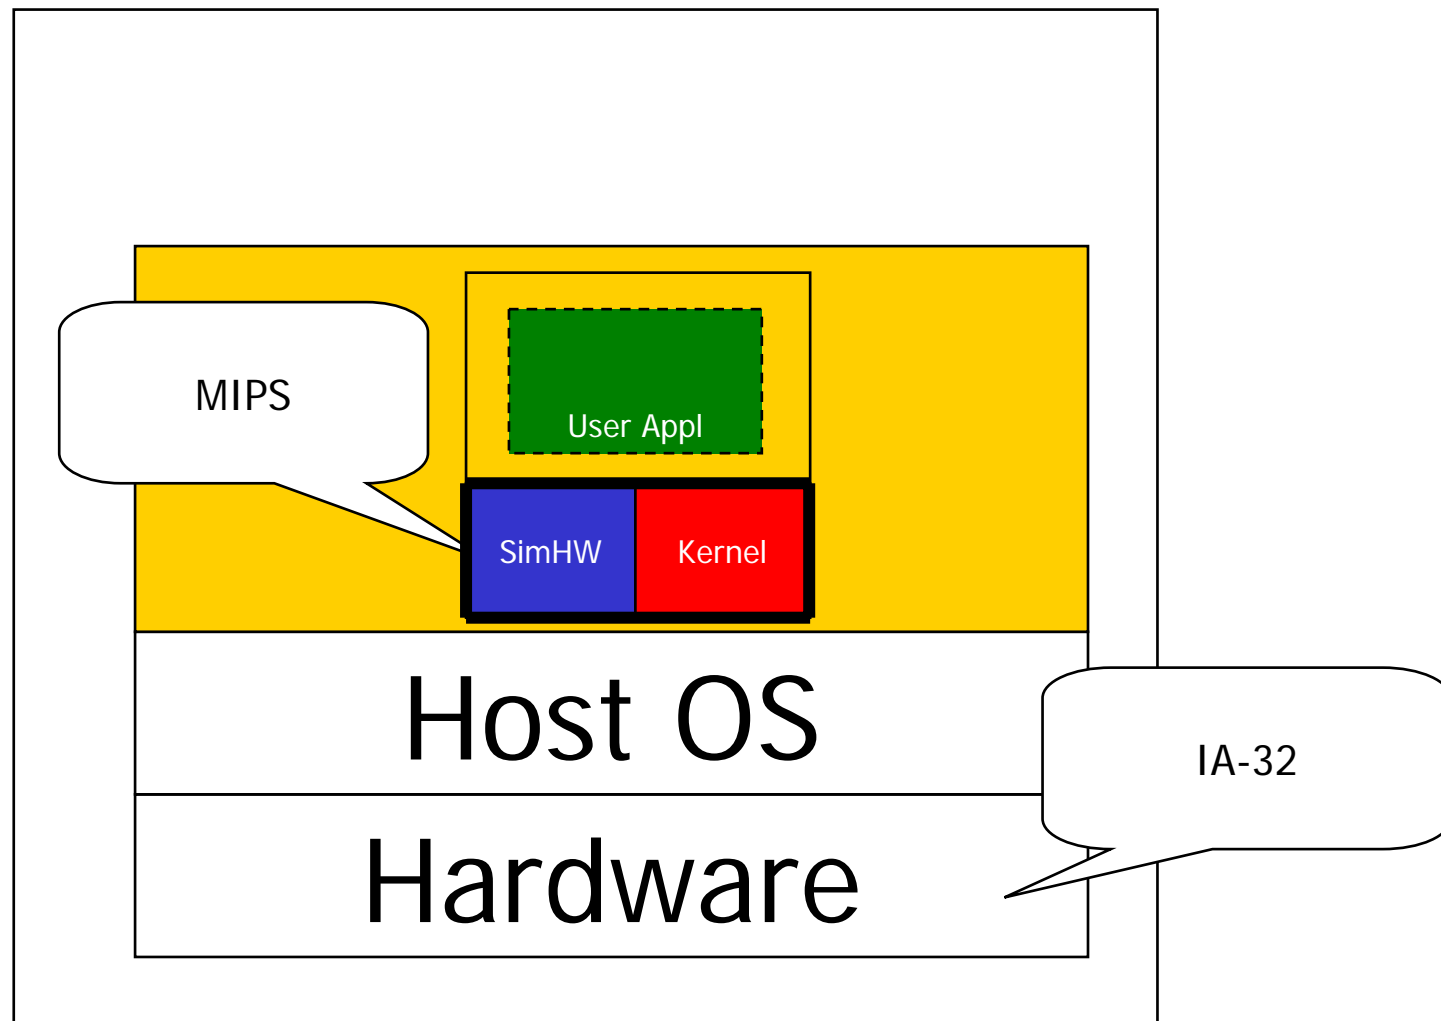 MIPS
User Appl
SimHW
Kernel
Host OS
IA-32
Hardware